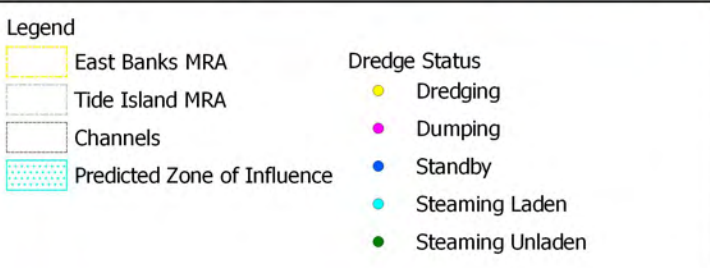 Legend
East Banks MRA
Tide Island MRA
Channels
Predicted Zone of Influence
Dredge Status
Dredging
Dumping
Standby
Steaming Laden
Steaming Unladen